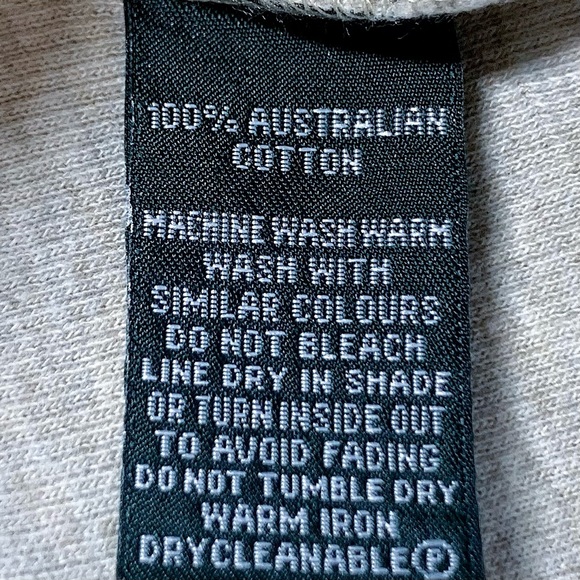 100% AUSTRALIAN
COTTON
MACHINE WASH WARM
WASH WITH
SIMILAR COLOURS
DO NOT BLEACH
LINE DRY IN SHADE
OR TURN INSIDE OUT
TO AVOID FADING
DO NOT TUMBLE DRY
WARM IRON
DRYCLEANABLE Ⓟ